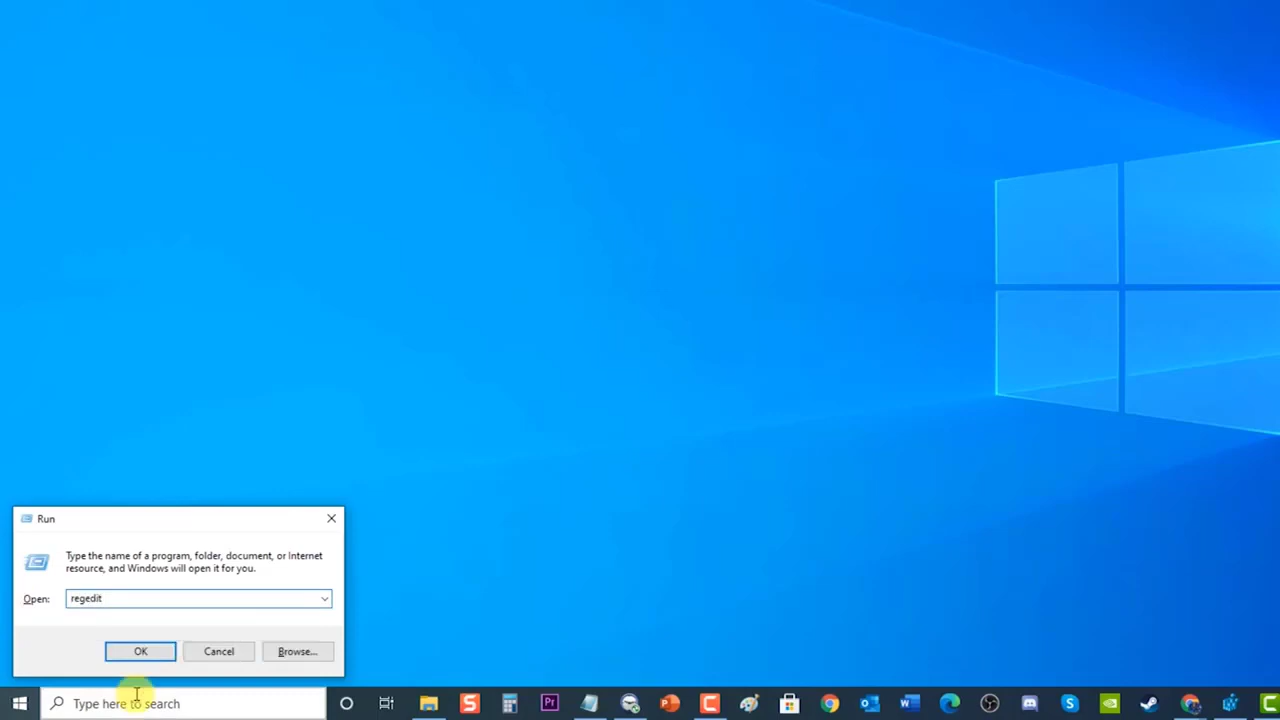 Run
Type the name of a program, folder, document, or Internet
resource, and Windows will open it for you.
Open:
regedit
OK
Cancel
Browse...
Type here to search